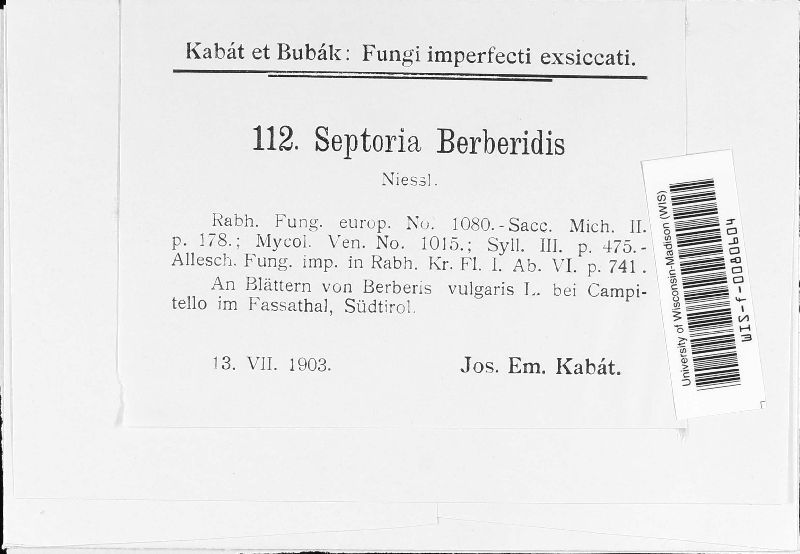 Kabát et Bubák: Fungi imperfecti exsiccati.
112. Septoria Berberidis
Niessl.
Rabh. Fung. europ. No. 1080.-Sacc. Mich. II.
p. 178.; Mycol. Ven. No. 1015.; Syll. III. p. 475.-
Allesch. Fung. imp. in Rabh. Kr. Fl. I. Ab. VI. p. 741.
An Blättern von Berberis vulgaris L. bei Campi-
tello im Fassathal, Südtirol.
13. VII. 1903.
Jos. Em. Kabát.
University of Wisconsin-Madison (WIS)
WIS-f-0080604